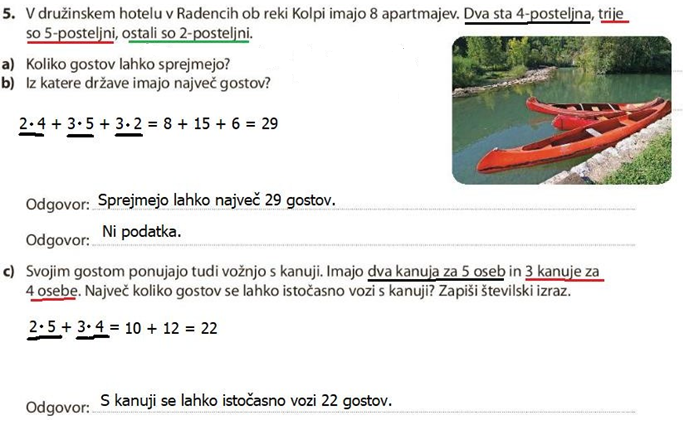 5. V družinskem hotelu v Radencih ob reki Kolpi imajo 8 apartmajev. Dva sta 4-posteljna, trije
so 5-posteljni, ostali so 2-posteljni.
a) Koliko gostov lahko sprejmejo?
b) Iz katere države imajo največ gostov?
2·4 + 3·5 + 3·2 = 8 + 15 + 6 = 29
Odgovor: Sprejmejo lahko največ 29 gostov.
Odgovor: Ni podatka.
c) Svojim gostom ponujajo tudi vožnjo s kanuji. Imajo dva kanuja za 5 oseb in 3 kanuje za
4 osebe. Največ koliko gostov se lahko istočasno vozi s kanuji? Zapiši številski izraz.
2·5 + 3·4 = 10 + 12 = 22
Odgovor: S kanuji se lahko istočasno vozi 22 gostov.